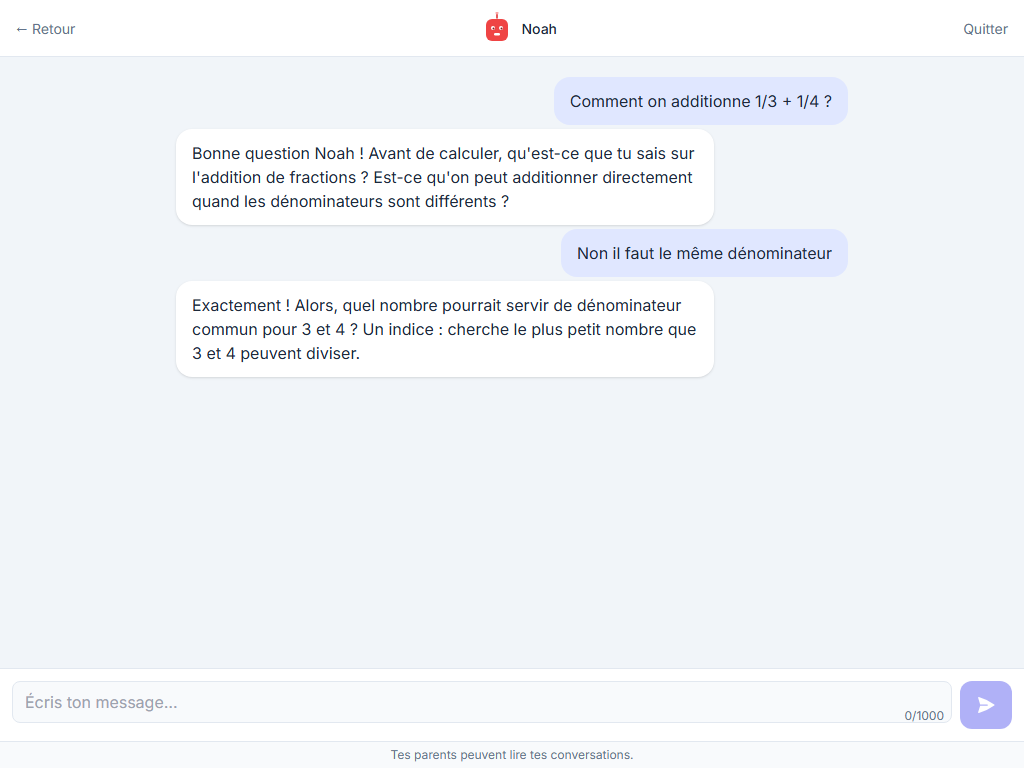 ← Retour
Noah
Quitter
Comment on additionne 1/3 + 1/4 ?
Bonne question Noah ! Avant de calculer, qu'est-ce que tu sais sur
l'addition de fractions ? Est-ce qu'on peut additionner directement
quand les dénominateurs sont différents ?
Non il faut le même dénominateur
Exactement ! Alors, quel nombre pourrait servir de dénominateur
commun pour 3 et 4 ? Un indice : cherche le plus petit nombre que
3 et 4 peuvent diviser.
Écris ton message...
0/1000
Tes parents peuvent lire tes conversations.